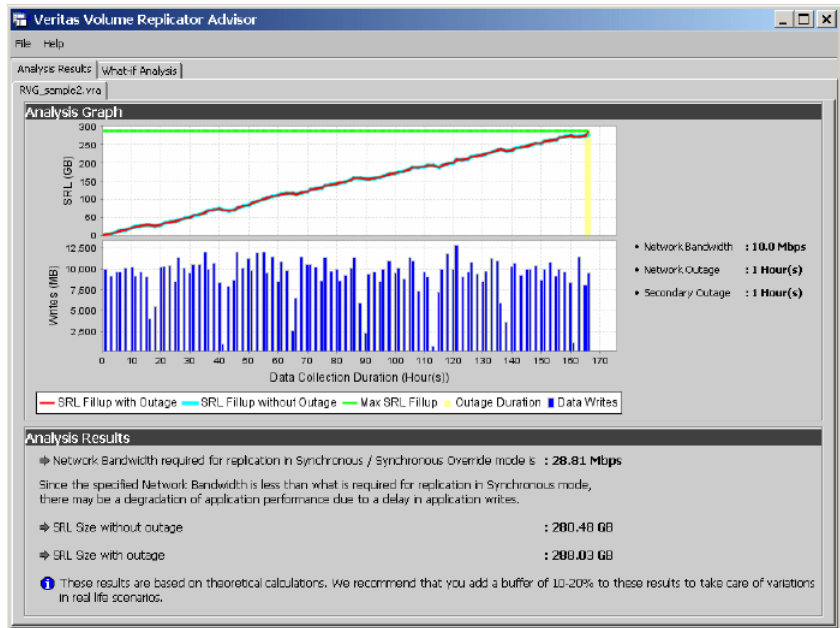 Veritas Volume Replicator Advisor
File Help
Analysis Results What-if Analysis
RVG_sample2.vra
Analysis Graph
SRL (GB)
300
250
200
150
100
50
0
Writes (MB)
12,500
10,000
7,500
5,000
2,500
0 10 20 30 40 50 60 70 80 90 100 110 120 130 140 150 160 170
Data Collection Duration (Hour(s))
• Network Bandwidth : 10.0 Mbps
• Network Outage : 1 Hour(s)
• Secondary Outage : 1 Hour(s)
SRL Fillup with Outage SRL Fillup without Outage Max SRL Fillup Outage Duration Data Writes
Analysis Results
Network Bandwidth required for replication in Synchronous / Synchronous Override mode is : 28.81 Mbps
Since the specified Network Bandwidth is less than what is required for replication in Synchronous mode,
there may be a degradation of application performance due to a delay in application writes.
SRL Size without outage : 280.48 GB
SRL Size with outage : 288.03 GB
These results are based on theoretical calculations. We recommend that you add a buffer of 10-20% to these results to take care of variations
in real life scenarios.